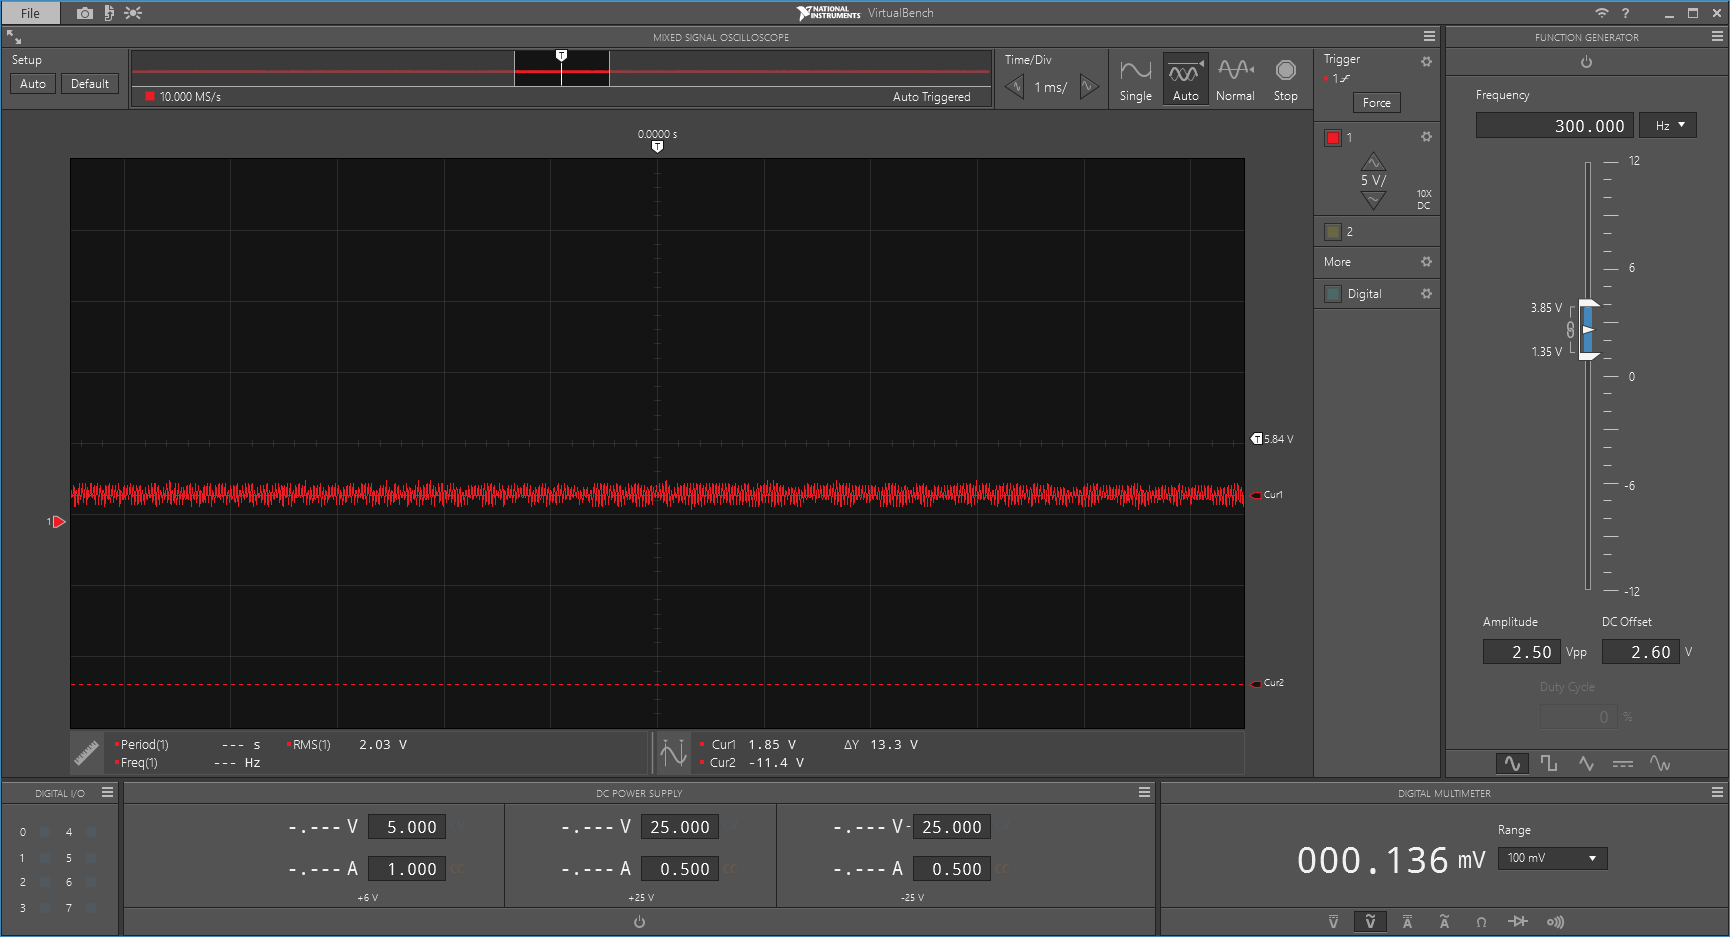 File
NATIONAL INSTRUMENTS VirtualBench
?
MIXED SIGNAL OSCILLOSCOPE
Setup
Auto Default
10.000 MS/s
Auto Triggered
T
Time/Div
1 ms/
Single Auto Normal Stop
0.0000 s
T
T 5.84 V
Cur1
1
Cur2
Period(1) --- s
RMS(1) 2.03 V
Freq(1) --- Hz
Cur1 1.85 V ΔY 13.3 V
Cur2 -11.4 V
Trigger
1
Force
1
5 V/
10X
DC
2
More
Digital
FUNCTION GENERATOR
Frequency
300.000 Hz
12
6
3.85 V
1.35 V
0
-6
-12
Amplitude DC Offset
2.50 Vpp 2.60 V
Duty Cycle
0 %
DIGITAL I/O
0 4
1 5
2 6
3 7
DC POWER SUPPLY
-.--- V 5.000
-.--- A 1.000 CC
+6 V
-.--- V 25.000
-.--- A 0.500 CC
+25 V
-.--- V -25.000
-.--- A 0.500 CC
-25 V
DIGITAL MULTIMETER
Range
000.136 mV 100 mV
V V A A Ω